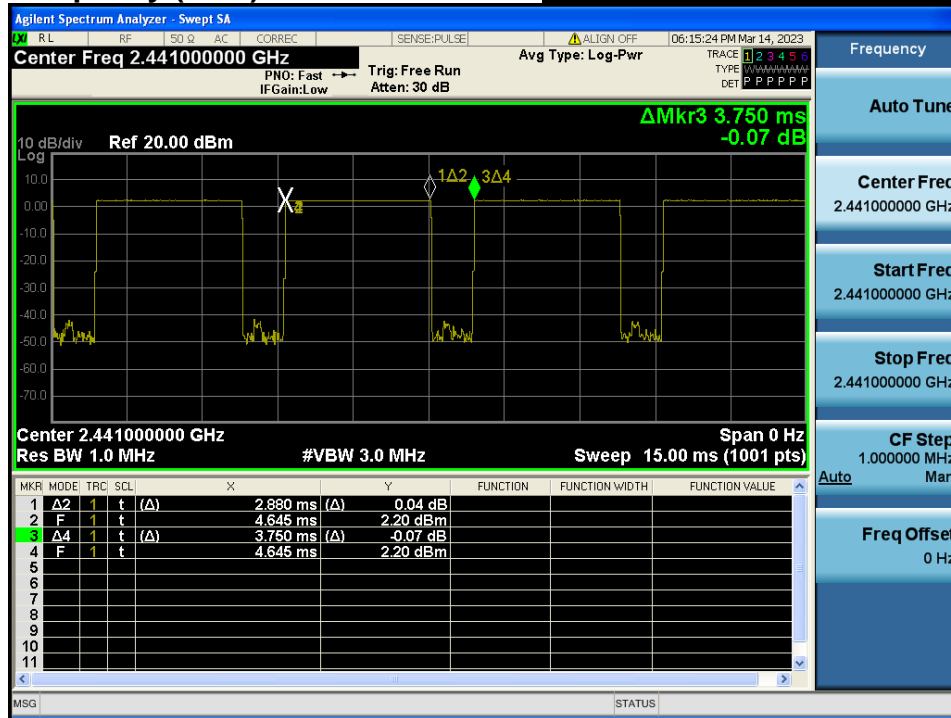 Agilent Spectrum Analyzer - Swept SA
LXI RL RF 50 Ω AC CORREC SENSE:PULSE ALIGN OFF 06:15:24 PM Mar 14, 2023
Center Freq 2.441000000 GHz Avg Type: Log-Pwr TRACE 1 2 3 4 5 6
PNO: Fast Trig: Free Run TYPE WWWWWW
IFGain:Low Atten: 30 dB DET P P P P P P
ΔMkr3 3.750 ms
10 dB/div Ref 20.00 dBm -0.07 dB
Log
10.0
1Δ2 3Δ4
0.00
-10.0
-20.0
-30.0
-40.0
-50.0
-60.0
-70.0
Center 2.441000000 GHz Span 0 Hz
Res BW 1.0 MHz #VBW 3.0 MHz Sweep 15.00 ms (1001 pts)
MKR MODE TRC SCL X Y FUNCTION FUNCTION WIDTH FUNCTION VALUE
1 Δ2 1 t (Δ) 2.880 ms (Δ) 0.04 dB
2 F 1 t 4.645 ms 2.20 dBm
3 Δ4 1 t (Δ) 3.750 ms (Δ) -0.07 dB
4 F 1 t 4.645 ms 2.20 dBm
5
6
7
8
9
10
11
MSG STATUS
Frequency
Auto Tune
Center Freq
2.441000000 GHz
Start Freq
2.441000000 GHz
Stop Freq
2.441000000 GHz
CF Step
1.000000 MHz
Auto Man
Freq Offset
0 Hz